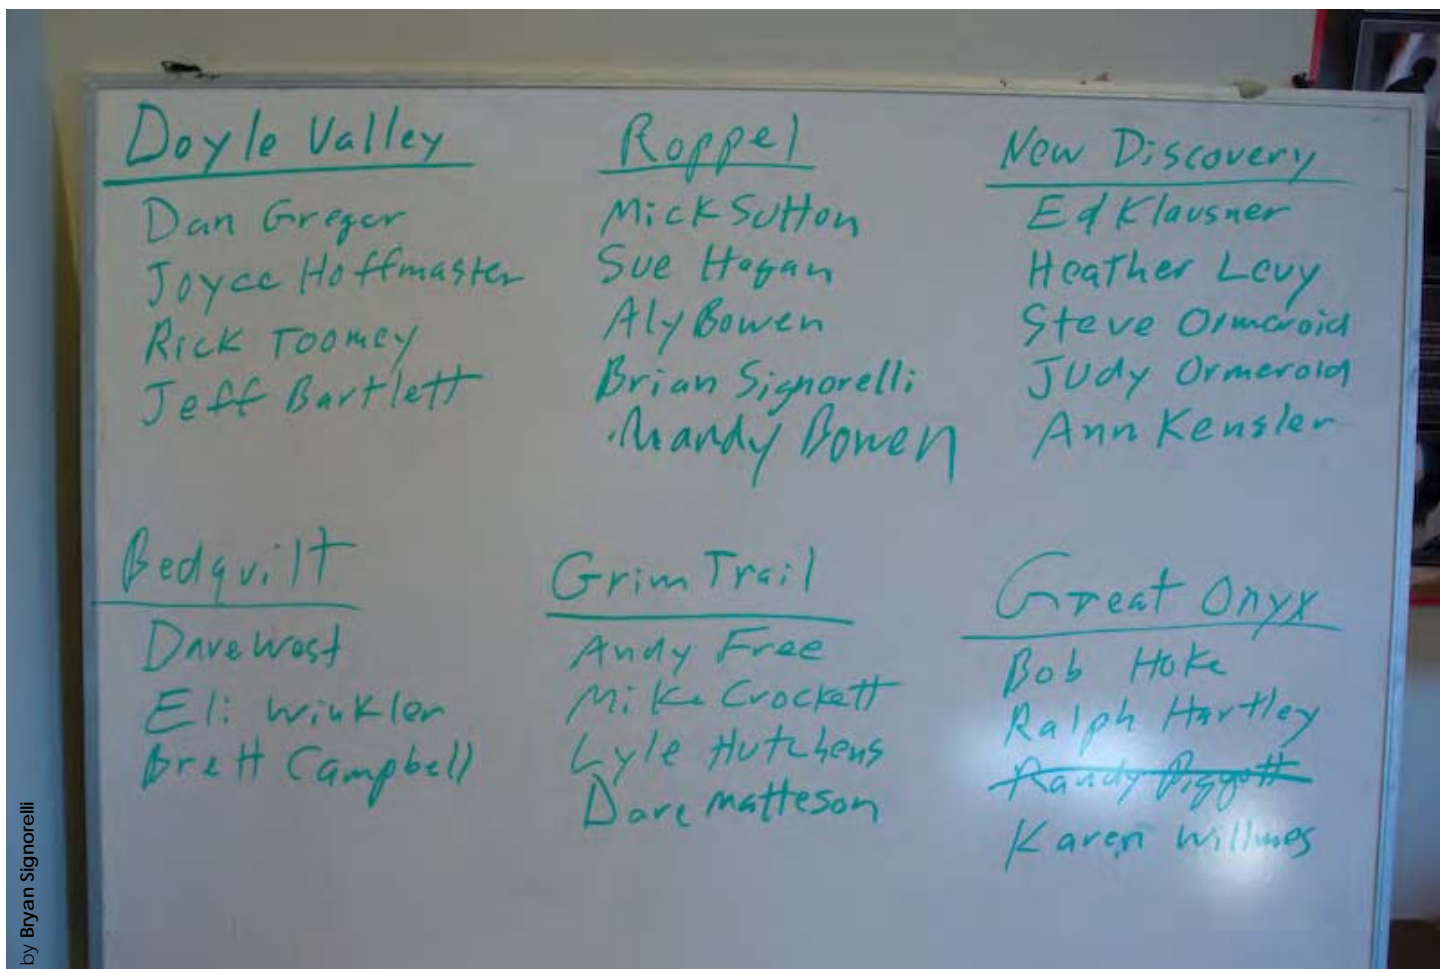 Doyle Valley
Dan Gregor
Joyce Hoffmaster
Rick Toomey
Jeff Bartlett
Roppel
Mick Sutton
Sue Hagan
Aly Bowen
Brian Signorelli
Mandy Bowen
New Discovery
Ed Klausner
Heather Levy
Steve Ormeroid
Judy Ormeroid
Ann Kensler
Bedquilt
Dave West
Eli Winkler
Brett Campbell
Grim Trail
Andy Free
Mike Crockett
Lyle Hutchens
Dave Matteson
Great Onyx
Bob Hoke
Ralph Hartley
Randy Piggott
Karen Willmes
by Bryan Signorelli